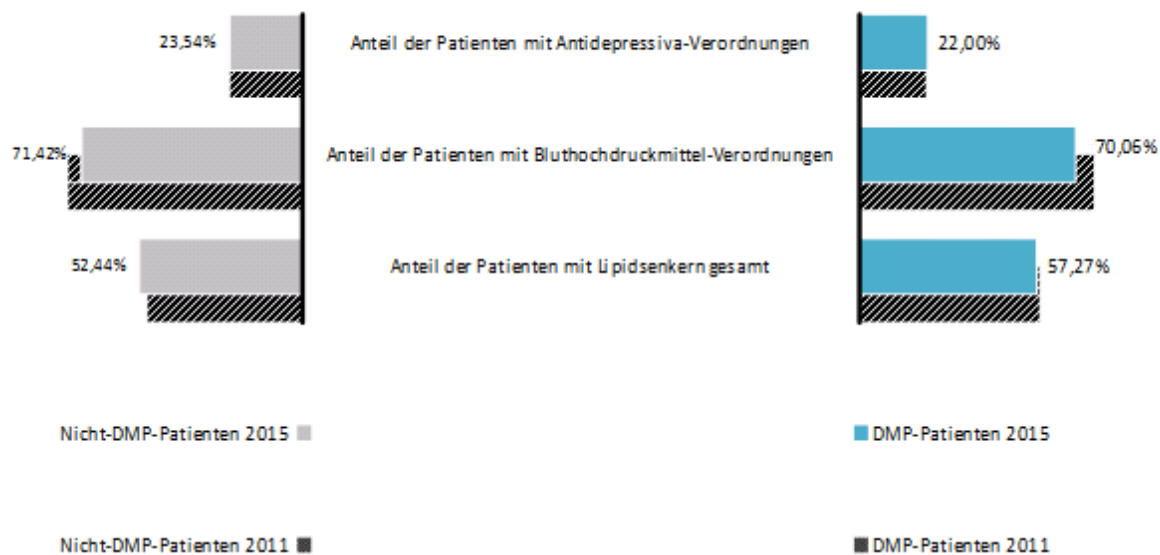 23,54% Anteil der Patienten mit Antidepressiva-Verordnungen 22,00%
71,42% Anteil der Patienten mit Bluthochdruckmittel-Verordnungen 70,06%
52,44% Anteil der Patienten mit Lipidsenkern gesamt 57,27%
Nicht-DMP-Patienten 2015 DMP-Patienten 2015
Nicht-DMP-Patienten 2011 DMP-Patienten 2011